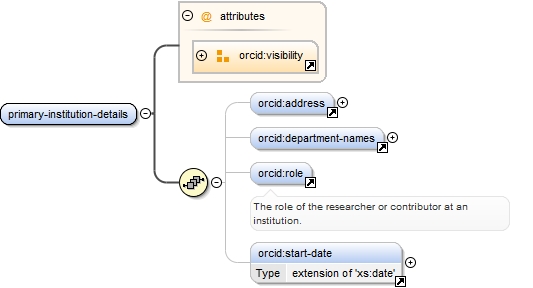 @ attributes
orcid:visibility
primary-institution-details
orcid:address
orcid:department-names
orcid:role
The role of the researcher or contributor at an
institution.
orcid:start-date
Type extension of 'xs:date'